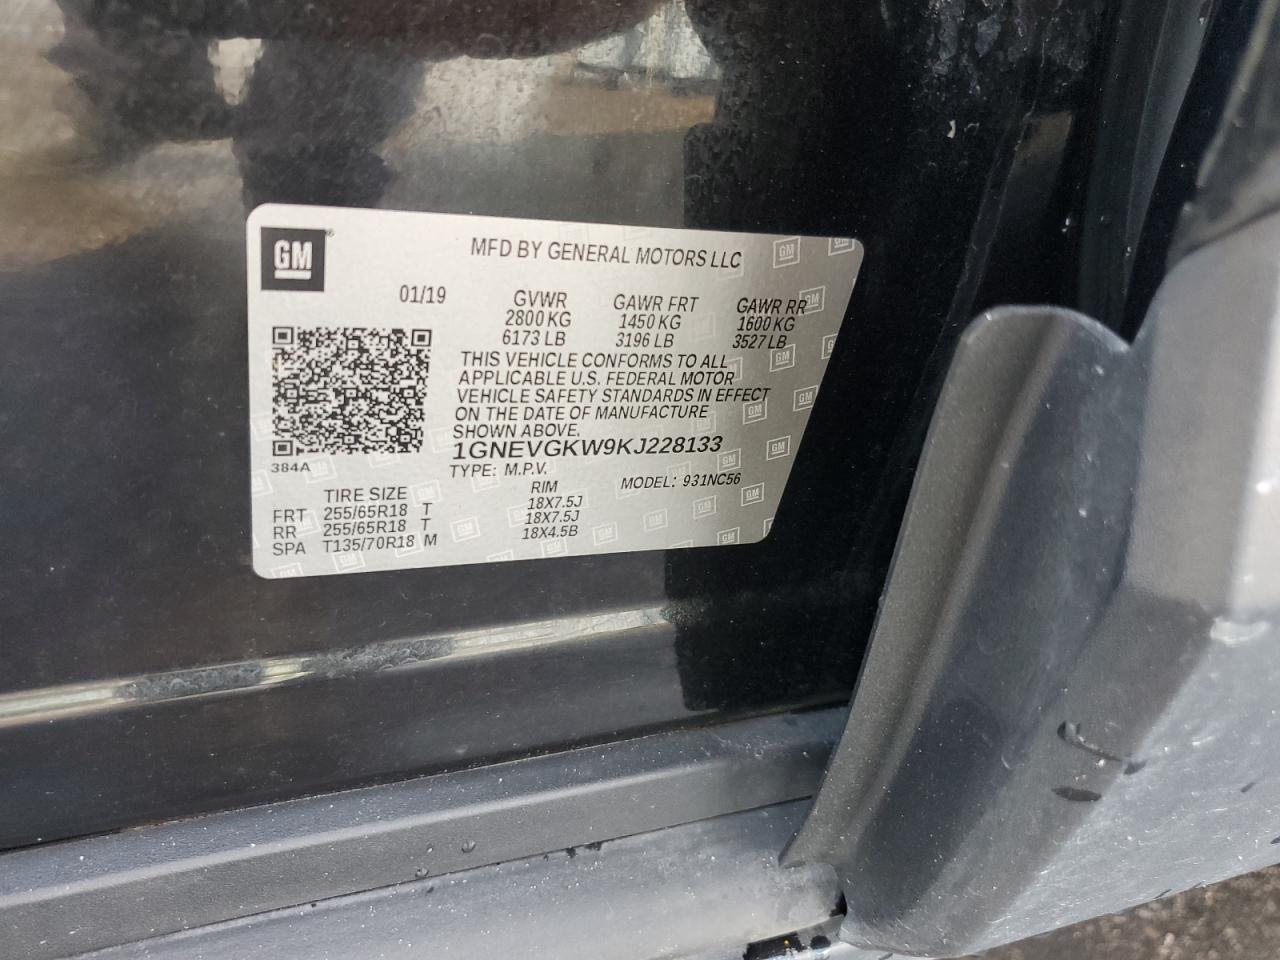 GM
MFD BY GENERAL MOTORS LLC
01/19 GVWR GAWR FRT GAWR RR
2800 KG 1450 KG 1600 KG
6173 LB 3196 LB 3527 LB
THIS VEHICLE CONFORMS TO ALL
APPLICABLE U.S. FEDERAL MOTOR
VEHICLE SAFETY STANDARDS IN EFFECT
ON THE DATE OF MANUFACTURE
SHOWN ABOVE.
1GNEVGKW9KJ228133
384A
TYPE: M.P.V. MODEL: 931NC56
TIRE SIZE RIM
FRT 255/65R18 T 18X7.5J
RR 255/65R18 T 18X7.5J
SPA T135/70R18 M 18X4.5B